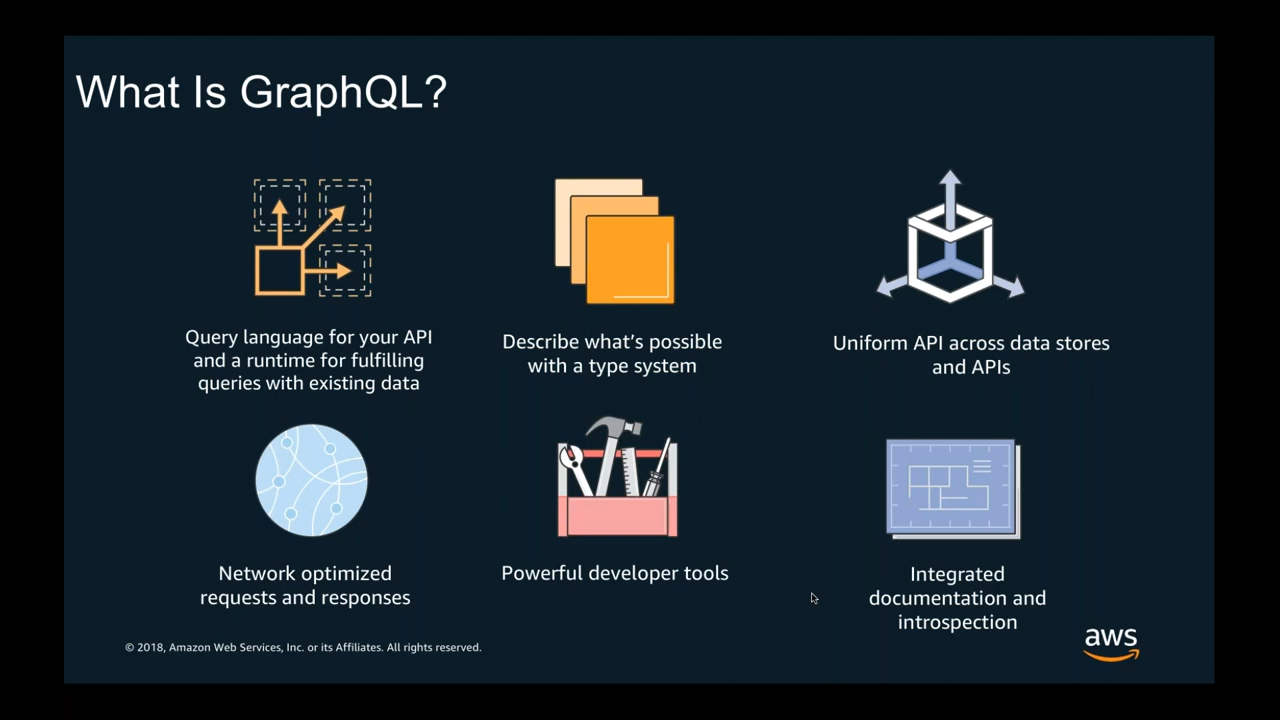 What Is GraphQL?
Query language for your API
and a runtime for fulfilling
queries with existing data
Describe what's possible
with a type system
Uniform API across data stores
and APIs
Network optimized
requests and responses
Powerful developer tools
Integrated
documentation and
introspection
© 2018, Amazon Web Services, Inc. or its Affiliates. All rights reserved.
aws